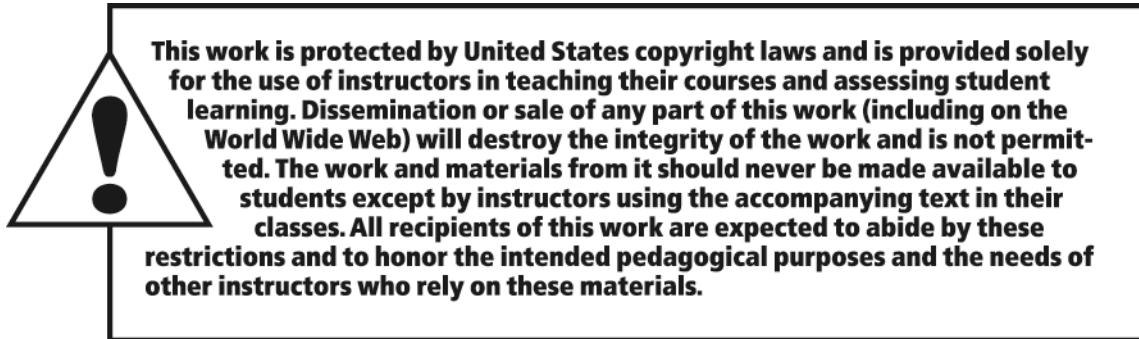 This work is protected by United States copyright laws and is provided solely
for the use of instructors in teaching their courses and assessing student
learning. Dissemination or sale of any part of this work (including on the
World Wide Web) will destroy the integrity of the work and is not permit-
ted. The work and materials from it should never be made available to
students except by instructors using the accompanying text in their
classes. All recipients of this work are expected to abide by these
restrictions and to honor the intended pedagogical purposes and the needs of
other instructors who rely on these materials.